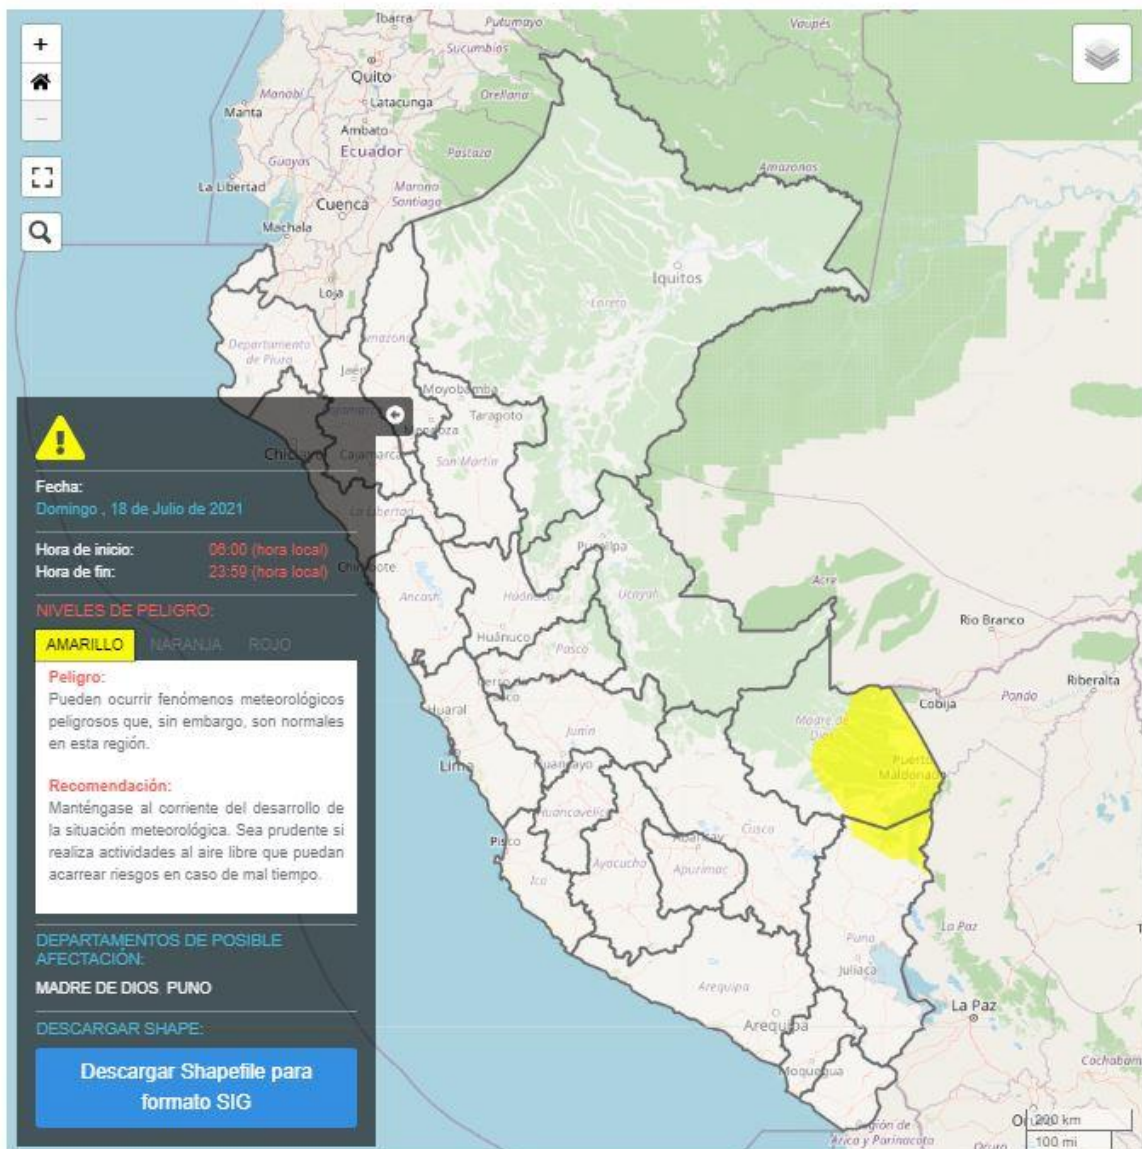 +
−
Fecha:
Domingo , 18 de Julio de 2021
Hora de inicio: 06:00 (hora local)
Hora de fin: 23:59 (hora local)
NIVELES DE PELIGRO:
AMARILLO NARANJA ROJO
Peligro:
Pueden ocurrir fenómenos meteorológicos
peligrosos que, sin embargo, son normales
en esta región.
Recomendación:
Manténgase al corriente del desarrollo de
la situación meteorológica. Sea prudente si
realiza actividades al aire libre que puedan
acarrear riesgos en caso de mal tiempo.
DEPARTAMENTOS DE POSIBLE
AFECTACIÓN:
MADRE DE DIOS PUNO
DESCARGAR SHAPE:
Descargar Shapefile para
formato SIG
Ibarra
Putumayo
Vaupés
Sucumbíos
Quito
Orellana
Manabí
Latacunga
Manta
Ambato
Ecuador
Pastaza
Guayas
Amazonas
La Libertad
Morona
Santiago
Cuenca
Machala
Loja
Iquitos
Loreto
Departamento
de Piura
Jaén
Moyobamba
Tarapoto
Chiclayo
Cajamarca
San Martín
La Libertad
Pucallpa
Ancash
Huánuco
Ucayali
Acre
Rio Branco
Huánuco
Pasco
Riberalta
Pando
Cobija
Huaral
Junín
Madre de
Dios
Lima
Huancayo
Puerto
Maldonado
Huancavelica
Cusco
Pisco
Abancay
Ayacucho
Apurímac
Ica
La Paz
Puno
Juliaca
Arequipa
La Paz
Arequipa
Moquegua
Cochabam
200 km
100 mi
Región de
Arica y Parinacota
Oruro